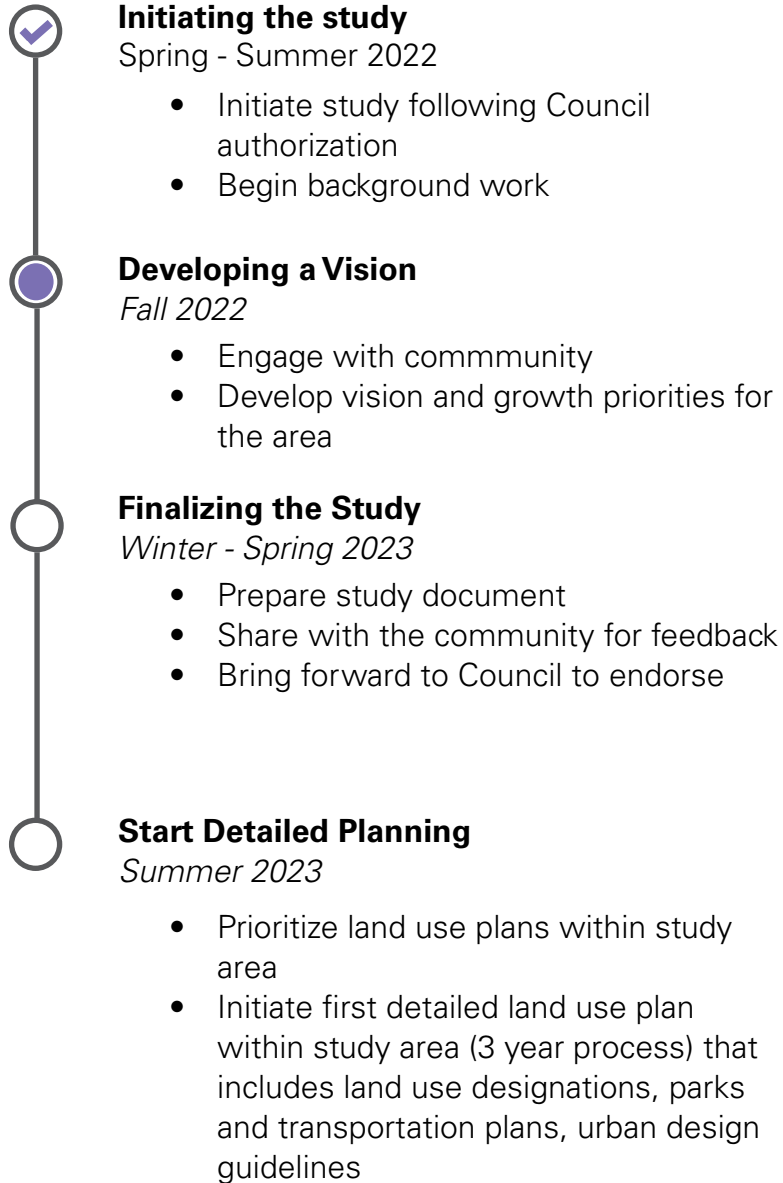 Initiating the study
Spring - Summer 2022
• Initiate study following Council
authorization
• Begin background work
Developing a Vision
Fall 2022
• Engage with commmunity
• Develop vision and growth priorities for
the area
Finalizing the Study
Winter - Spring 2023
• Prepare study document
• Share with the community for feedback
• Bring forward to Council to endorse
Start Detailed Planning
Summer 2023
• Prioritize land use plans within study
area
• Initiate first detailed land use plan
within study area (3 year process) that
includes land use designations, parks
and transportation plans, urban design
guidelines